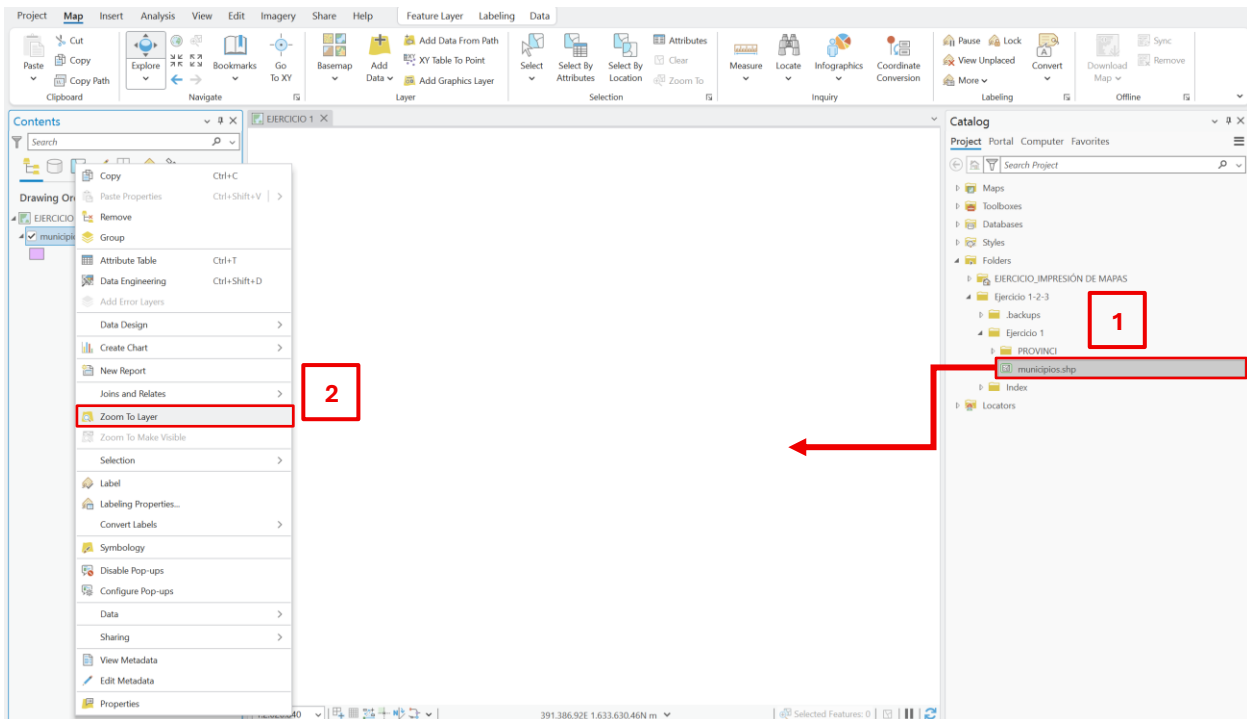 Project Map Insert Analysis View Edit Imagery Share Help Feature Layer Labeling Data
Paste
Cut
Copy
Copy Path
Clipboard
Explore
Bookmarks
Go
To XY
Navigate
Basemap
Add
Data
Add Data From Path
XY Table To Point
Add Graphics Layer
Layer
Select
Select By
Attributes
Select By
Location
Attributes
Clear
Zoom To
Selection
Measure
Locate
Infographics
Coordinate
Conversion
Inquiry
Pause Lock
View Unplaced
More
Convert
Labeling
Download
Map
Sync
Remove
Offline
Contents
Search
Drawing Or
EJERCICIO
municipi
Copy Ctrl+C
Paste Properties Ctrl+Shift+V
Remove
Group
Attribute Table Ctrl+T
Data Engineering Ctrl+Shift+D
Add Error Layers
Data Design
Create Chart
New Report
Joins and Relates
Zoom To Layer
Zoom To Make Visible
Selection
Label
Labeling Properties...
Convert Labels
Symbology
Disable Pop-ups
Configure Pop-ups
Data
Sharing
View Metadata
Edit Metadata
Properties
2
EJERCICIO 1
391.386,92E 1.633.630,46N m
Selected Features: 0
Catalog
Project Portal Computer Favorites
Search Project
Maps
Toolboxes
Databases
Styles
Folders
EJERCICIO_IMPRESIÓN DE MAPAS
Ejercicio 1-2-3
.backups
Ejercicio 1
PROVINCI
municipios.shp
Index
Locators
1